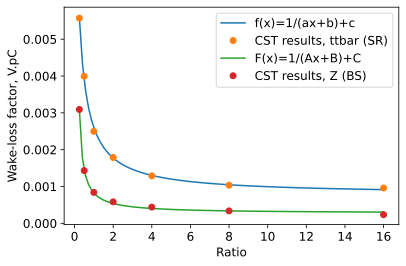 0.005
0.004
0.003
0.002
0.001
0.000
Wake-loss factor, V.pC
f(x)=1/(ax+b)+c
CST results, ttbar (SR)
F(x)=1/(Ax+B)+C
CST results, Z (BS)
0 2 4 6 8 10 12 14 16
Ratio